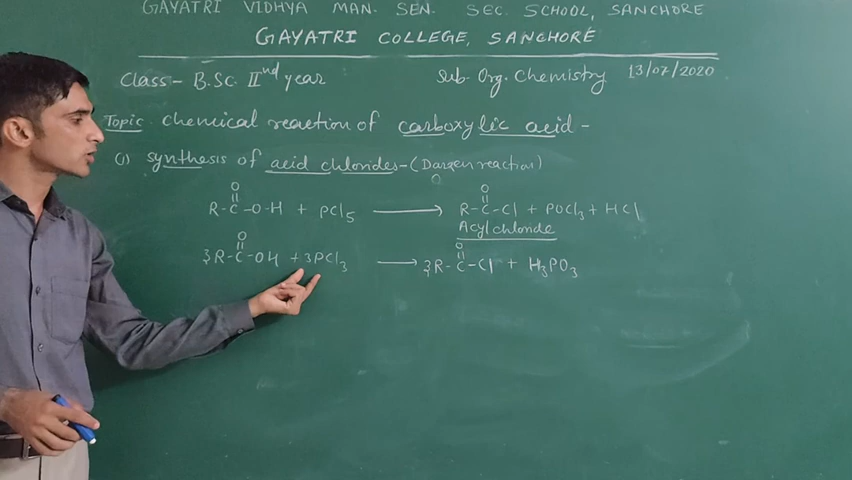 GAYATRI VIDHYA MAN. SEN. SEC. SCHOOL, SANCHORE
GAYATRI COLLEGE, SANCHORE
Class- B.Sc. IInd year Sub- Org. Chemistry 13/07/2020
Topic chemical reaction of carboxylic acid -
(1) synthesis of acid chlorides - (Darzen reaction)
O O
R-C-O-H + PCl5 ⟶ R-C-Cl + POCl3 + HCl
Acyl chloride
O O
3R-C-OH + 3PCl3 ⟶ 3R-C-Cl + H3PO3